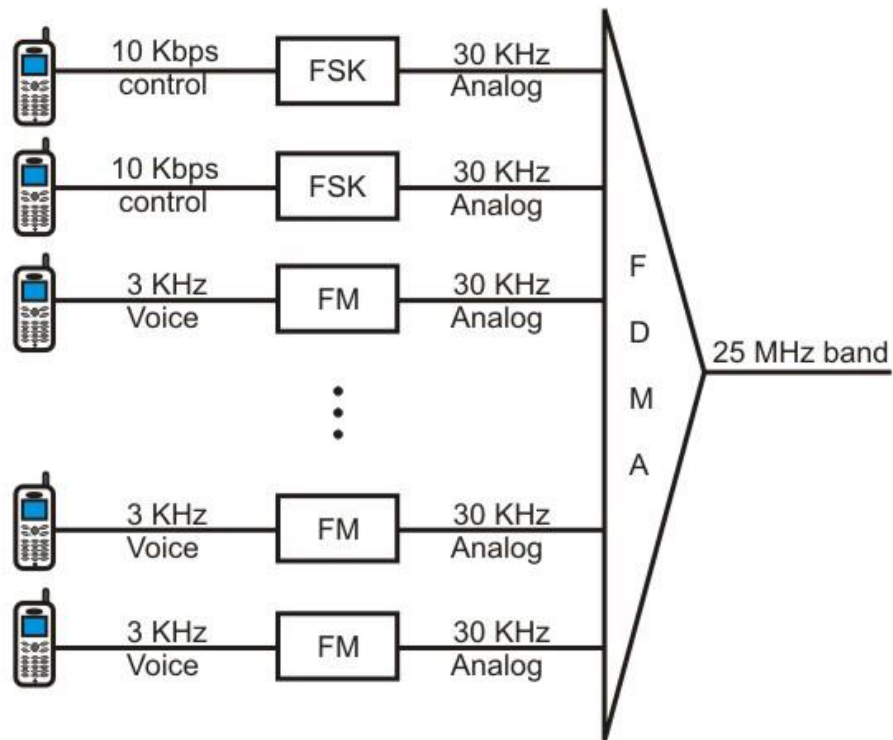 10 Kbps
control
FSK
30 KHz
Analog
10 Kbps
control
FSK
30 KHz
Analog
3 KHz
Voice
FM
30 KHz
Analog
F
D
M
A
25 MHz band
3 KHz
Voice
FM
30 KHz
Analog
3 KHz
Voice
FM
30 KHz
Analog